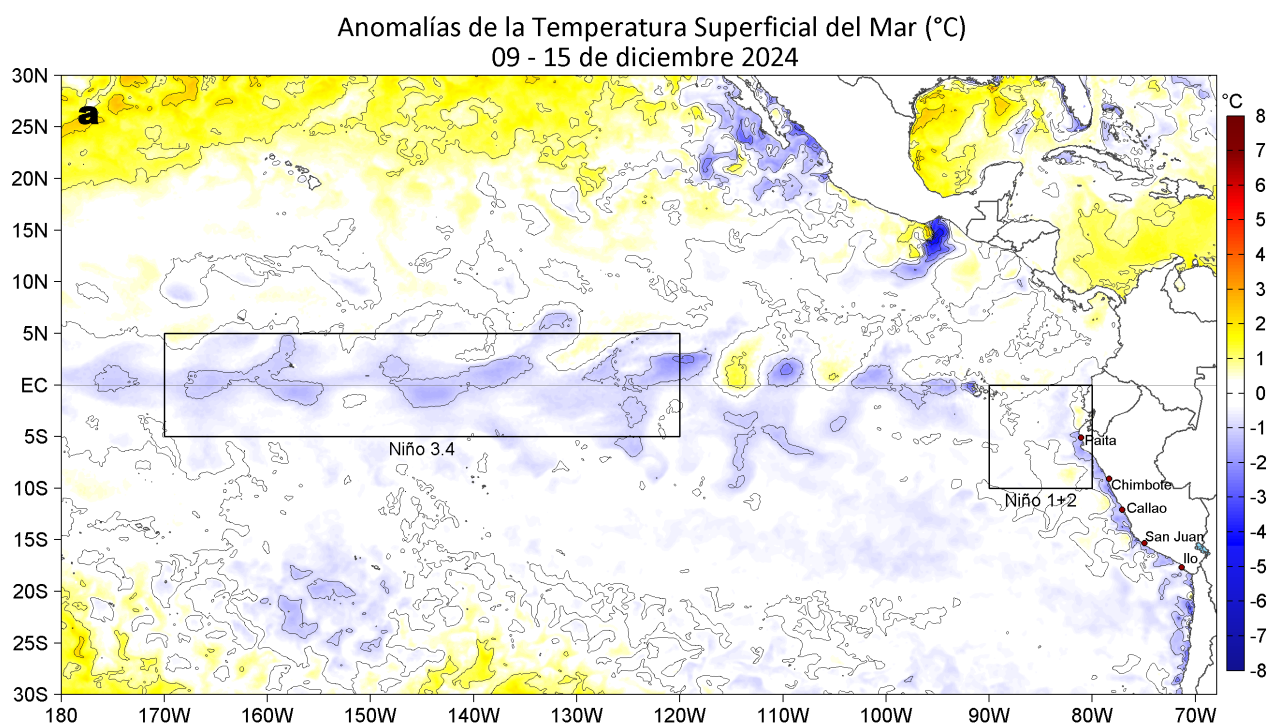 Anomalías de la Temperatura Superficial del Mar (°C)
09 - 15 de diciembre 2024
a
30N
25N
20N
15N
10N
5N
EC
5S
10S
15S
20S
25S
30S
180
170W
160W
150W
140W
130W
120W
110W
100W
90W
80W
70W
Niño 3.4
Niño 1+2
Paita
Chimbote
Callao
San Juan
Ilo
°C
8
7
6
5
4
3
2
1
0
-1
-2
-3
-4
-5
-6
-7
-8